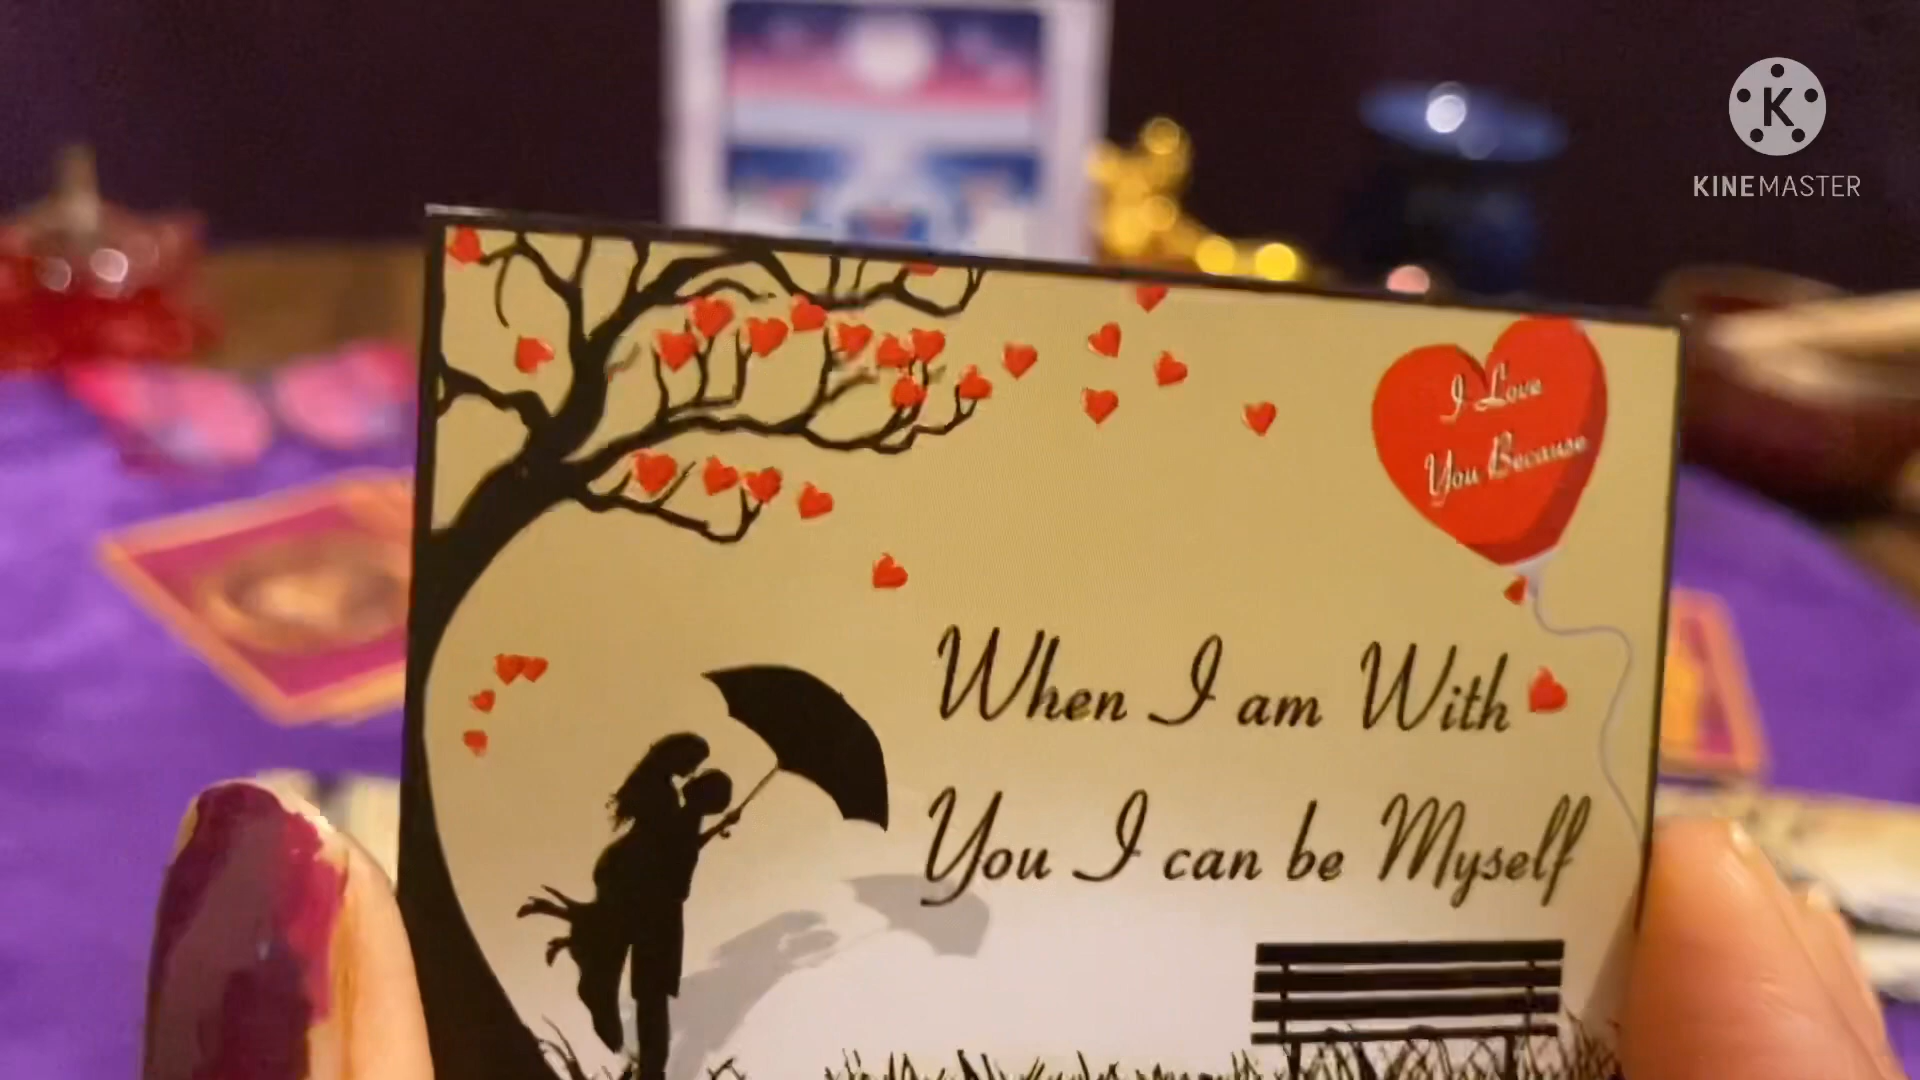 K
KINEMASTER
I Love
You Because
When I am With
You I can be Myself